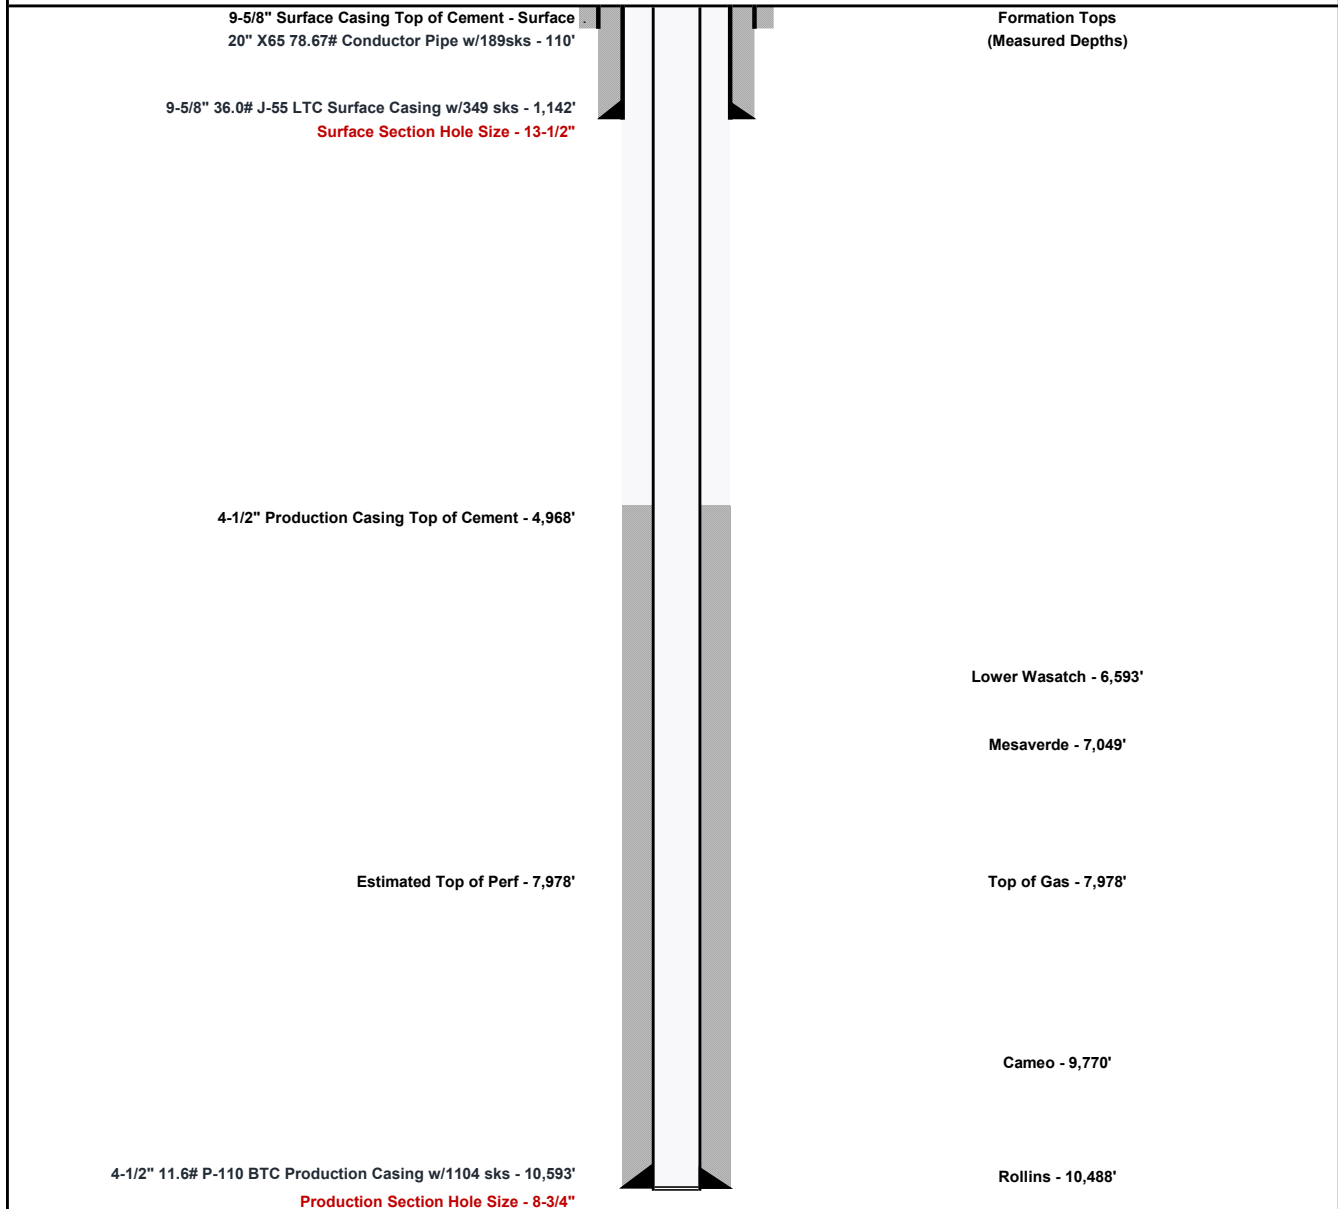 9-5/8" Surface Casing Top of Cement - Surface
Formation Tops
20" X65 78.67# Conductor Pipe w/189sks - 110'
(Measured Depths)
9-5/8" 36.0# J-55 LTC Surface Casing w/349 sks - 1,142'
Surface Section Hole Size - 13-1/2"
4-1/2" Production Casing Top of Cement - 4,968'
Lower Wasatch - 6,593'
Mesaverde - 7,049'
Estimated Top of Perf - 7,978'
Top of Gas - 7,978'
Cameo - 9,770'
4-1/2" 11.6# P-110 BTC Production Casing w/1104 sks - 10,593'
Rollins - 10,488'
Production Section Hole Size - 8-3/4"